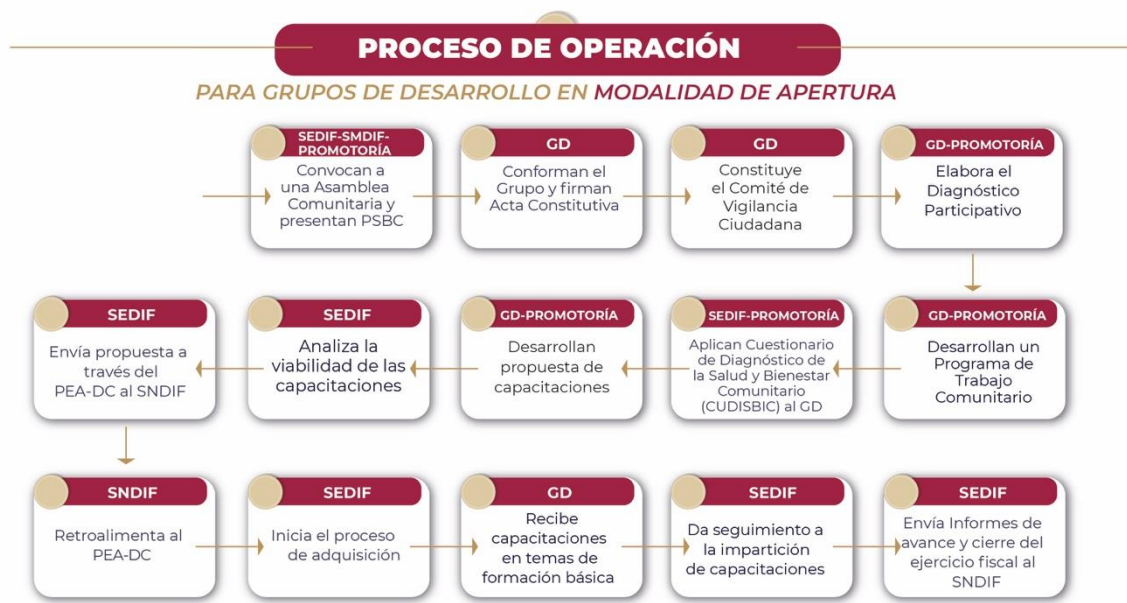 PROCESO DE OPERACIÓN
PARA GRUPOS DE DESARROLLO EN MODALIDAD DE APERTURA
SEDIF-SMDIF-
PROMOTORÍA
Convocan a
una Asamblea
Comunitaria y
presentan PSBC
GD
Conforman el
Grupo y firman
Acta Constitutiva
GD
Constituye
el Comité de
Vigilancia
Ciudadana
GD-PROMOTORÍA
Elabora el
Diagnóstico
Participativo
GD-PROMOTORÍA
Desarrollan un
Programa de
Trabajo
Comunitario
SEDIF-PROMOTORÍA
Aplican Cuestionario
de Diagnóstico de
la Salud y Bienestar
Comunitario
(CUDISBIC) al GD
GD-PROMOTORÍA
Desarrollan
propuesta de
capacitaciones
SEDIF
Analiza la
viabilidad de las
capacitaciones
SEDIF
Envía propuesta a
través del
PEA-DC al SNDIF
SNDIF
Retroalimenta al
PEA-DC
SEDIF
Inicia el proceso
de adquisición
GD
Recibe
capacitaciones
en temas de
formación básica
SEDIF
Da seguimiento a
la impartición
de capacitaciones
SEDIF
Envía Informes de
avance y cierre del
ejercicio fiscal al
SNDIF